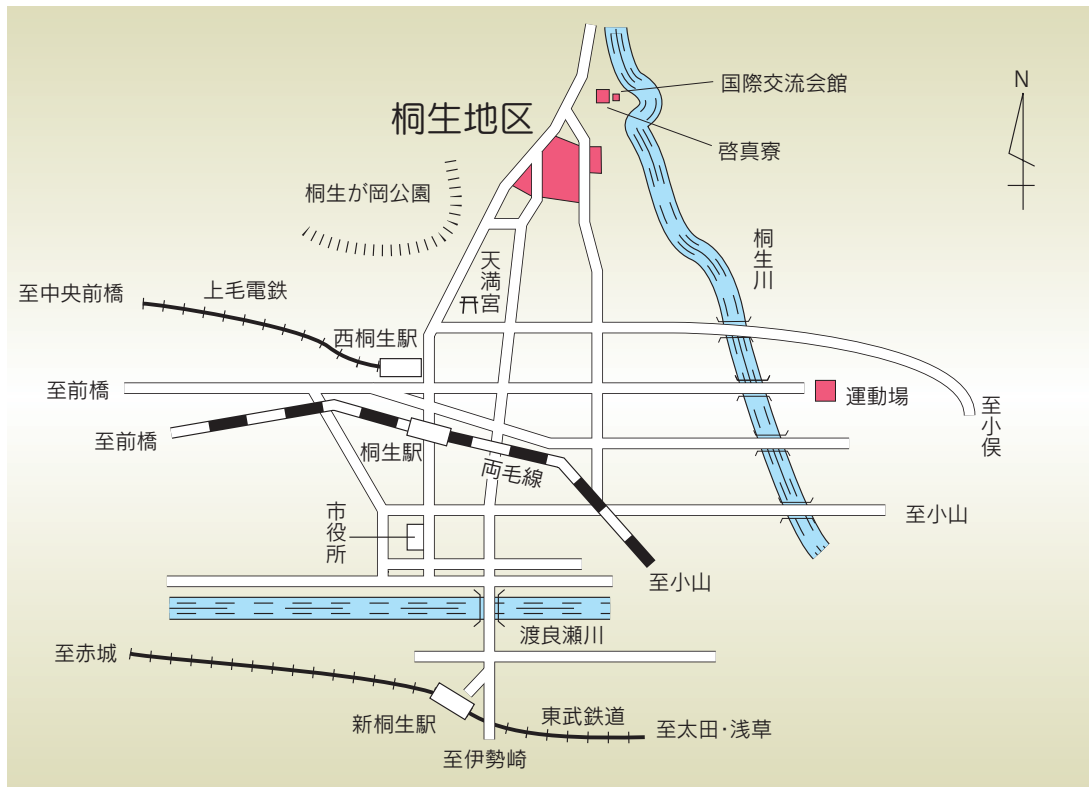 国際交流会館
N
桐生地区
啓真寮
桐生が岡公園
桐生川
天満宮
至中央前橋
上毛電鉄
西桐生駅
至前橋
運動場
至小俣
至前橋
桐生駅
両毛線
市役所
至小山
至小山
渡良瀬川
至赤城
新桐生駅
東武鉄道
至太田・浅草
至伊勢崎